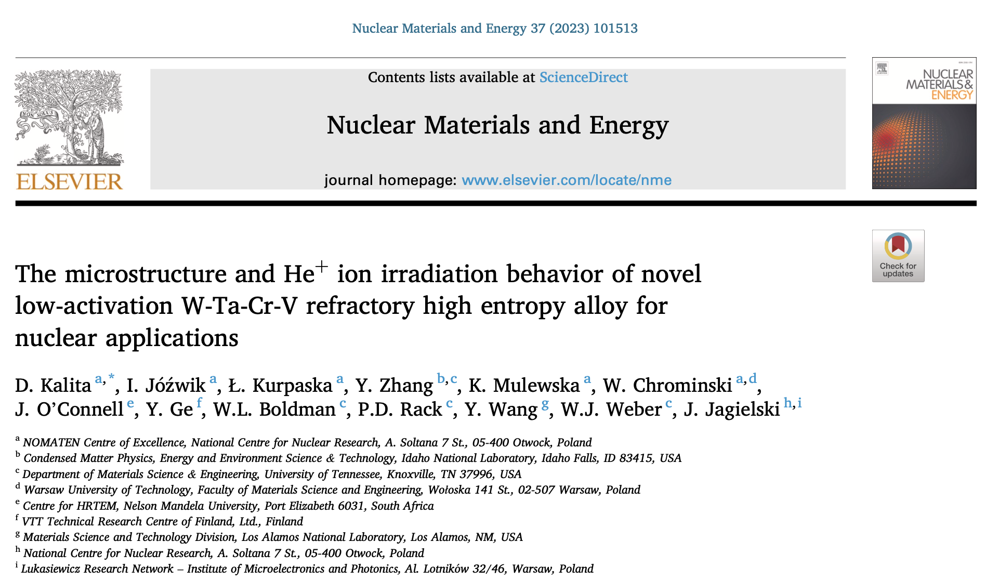 Nuclear Materials and Energy 37 (2023) 101513
Contents lists available at ScienceDirect
Nuclear Materials and Energy
journal homepage: www.elsevier.com/locate/nme
NON SOLUS
ELSEVIER
NUCLEAR
MATERIALS &
ENERGY
Check for
updates
The microstructure and He⁺ ion irradiation behavior of novel
low-activation W-Ta-Cr-V refractory high entropy alloy for
nuclear applications
D. Kalita ᵃ,*, I. Jóźwik ᵃ, Ł. Kurpaska ᵃ, Y. Zhang ᵇ,ᶜ, K. Mulewska ᵃ, W. Chrominski ᵃ,ᵈ,
J. O’Connell ᵉ, Y. Ge ᶠ, W.L. Boldman ᶜ, P.D. Rack ᶜ, Y. Wang ᵍ, W.J. Weber ᶜ, J. Jagielski ʰ,ⁱ
ᵃ NOMATEN Centre of Excellence, National Centre for Nuclear Research, A. Soltana 7 St., 05-400 Otwock, Poland
ᵇ Condensed Matter Physics, Energy and Environment Science & Technology, Idaho National Laboratory, Idaho Falls, ID 83415, USA
ᶜ Department of Materials Science & Engineering, University of Tennessee, Knoxville, TN 37996, USA
ᵈ Warsaw University of Technology, Faculty of Materials Science and Engineering, Wołoska 141 St., 02-507 Warsaw, Poland
ᵉ Centre for HRTEM, Nelson Mandela University, Port Elizabeth 6031, South Africa
ᶠ VTT Technical Research Centre of Finland, Ltd., Finland
ᵍ Materials Science and Technology Division, Los Alamos National Laboratory, Los Alamos, NM, USA
ʰ National Centre for Nuclear Research, A. Soltana 7 St., 05-400 Otwock, Poland
ⁱ Lukasiewicz Research Network – Institute of Microelectronics and Photonics, Al. Lotników 32/46, Warsaw, Poland